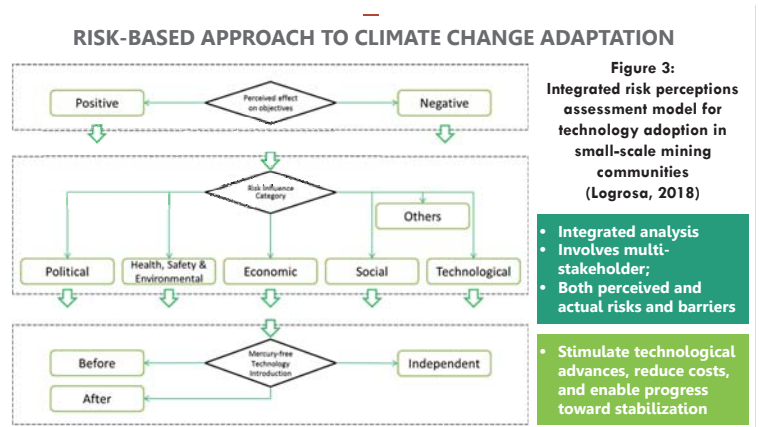 RISK-BASED APPROACH TO CLIMATE CHANGE ADAPTATION
Positive
Perceived effect
on objectives
Negative
Risk Influence
Category
Others
Political
Health, Safety &
Environmental
Economic
Social
Technological
Before
Mercury-free
Technology
Introduction
Independent
After
Figure 3:
Integrated risk perceptions
assessment model for
technology adoption in
small-scale mining
communities
(Logrosa, 2018)
• Integrated analysis
• Involves multi-
stakeholder;
• Both perceived and
actual risks and barriers
• Stimulate technological
advances, reduce costs,
and enable progress
toward stabilization